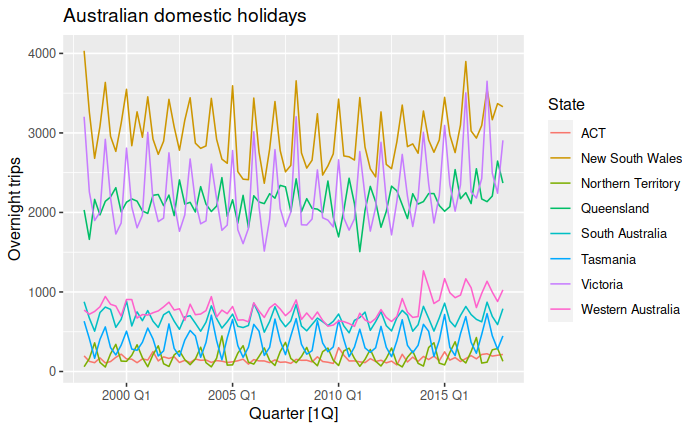 Australian domestic holidays
Overnight trips
4000
3000
2000
1000
0
2000 Q1
2005 Q1
2010 Q1
2015 Q1
Quarter [1Q]
State
ACT
New South Wales
Northern Territory
Queensland
South Australia
Tasmania
Victoria
Western Australia